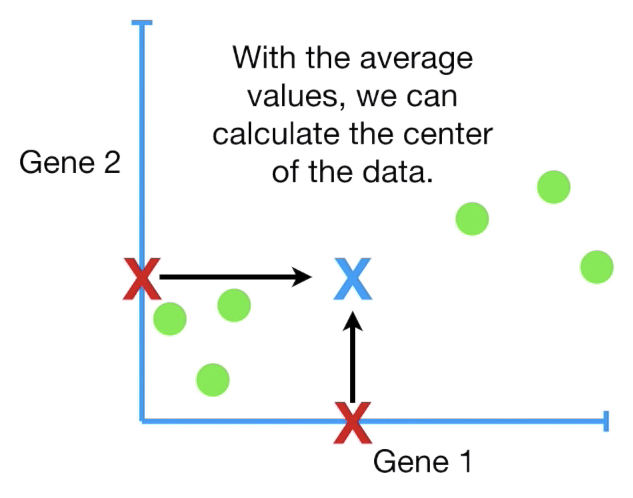 With the average
values, we can
calculate the center
of the data.
Gene 2
X
X
X
Gene 1